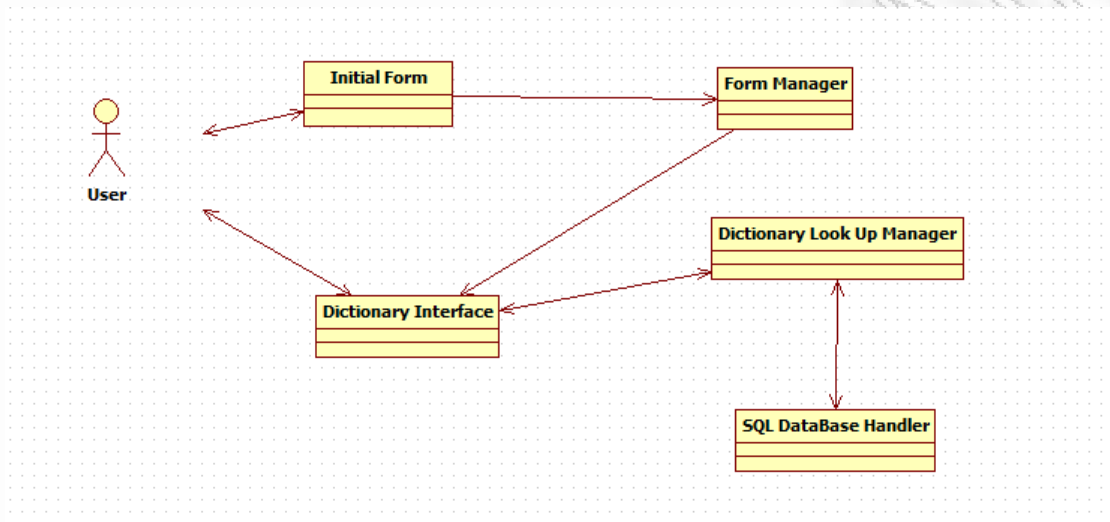 Initial Form
Form Manager
User
Dictionary Look Up Manager
Dictionary Interface
SQL DataBase Handler